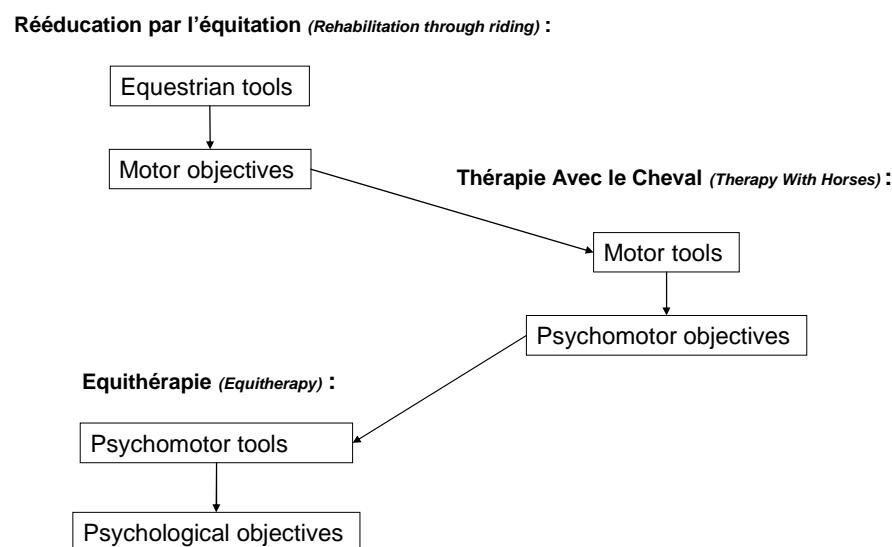 Rééducation par l'équitation (Rehabilitation through riding) :
Equestrian tools
Motor objectives
Thérapie Avec le Cheval (Therapy With Horses) :
Motor tools
Psychomotor objectives
Equithérapie (Equitherapy) :
Psychomotor tools
Psychological objectives